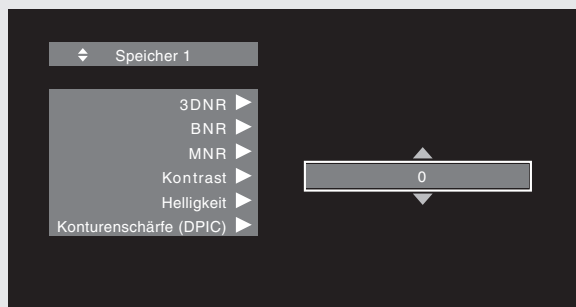 Speicher 1
3DNR
BNR
MNR
Kontrast
0
Helligkeit
Konturenschärfe (DPIC)